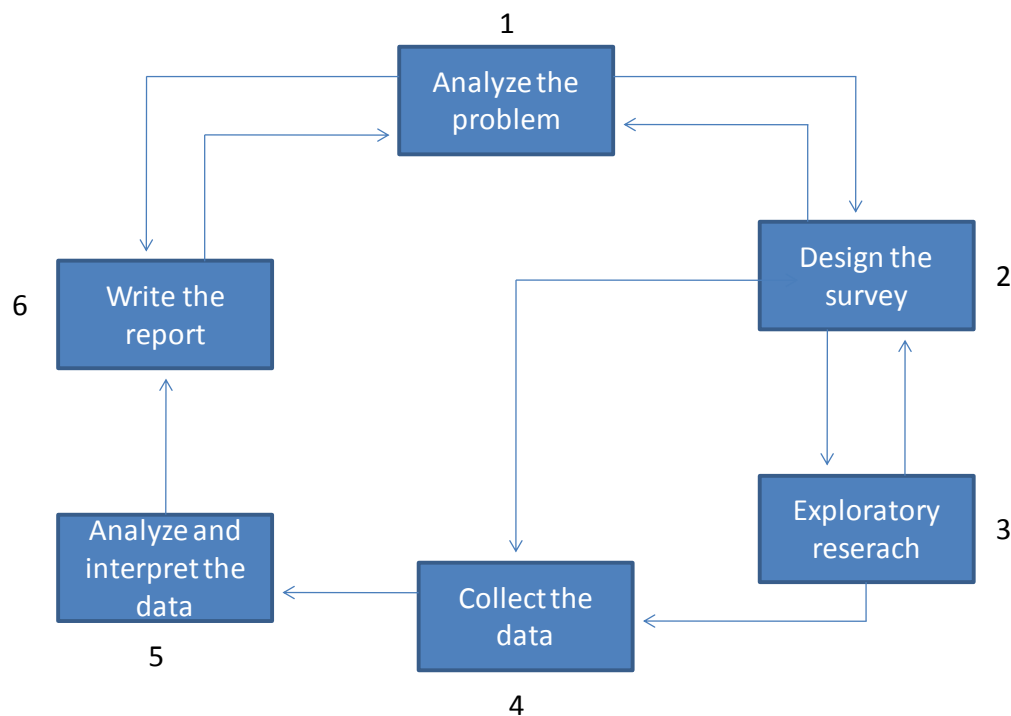 1
Analyze the
problem
Design the
survey
2
Write the
report
6
Exploratory
reserach
3
Analyze and
interpret the
data
5
Collect the
data
4